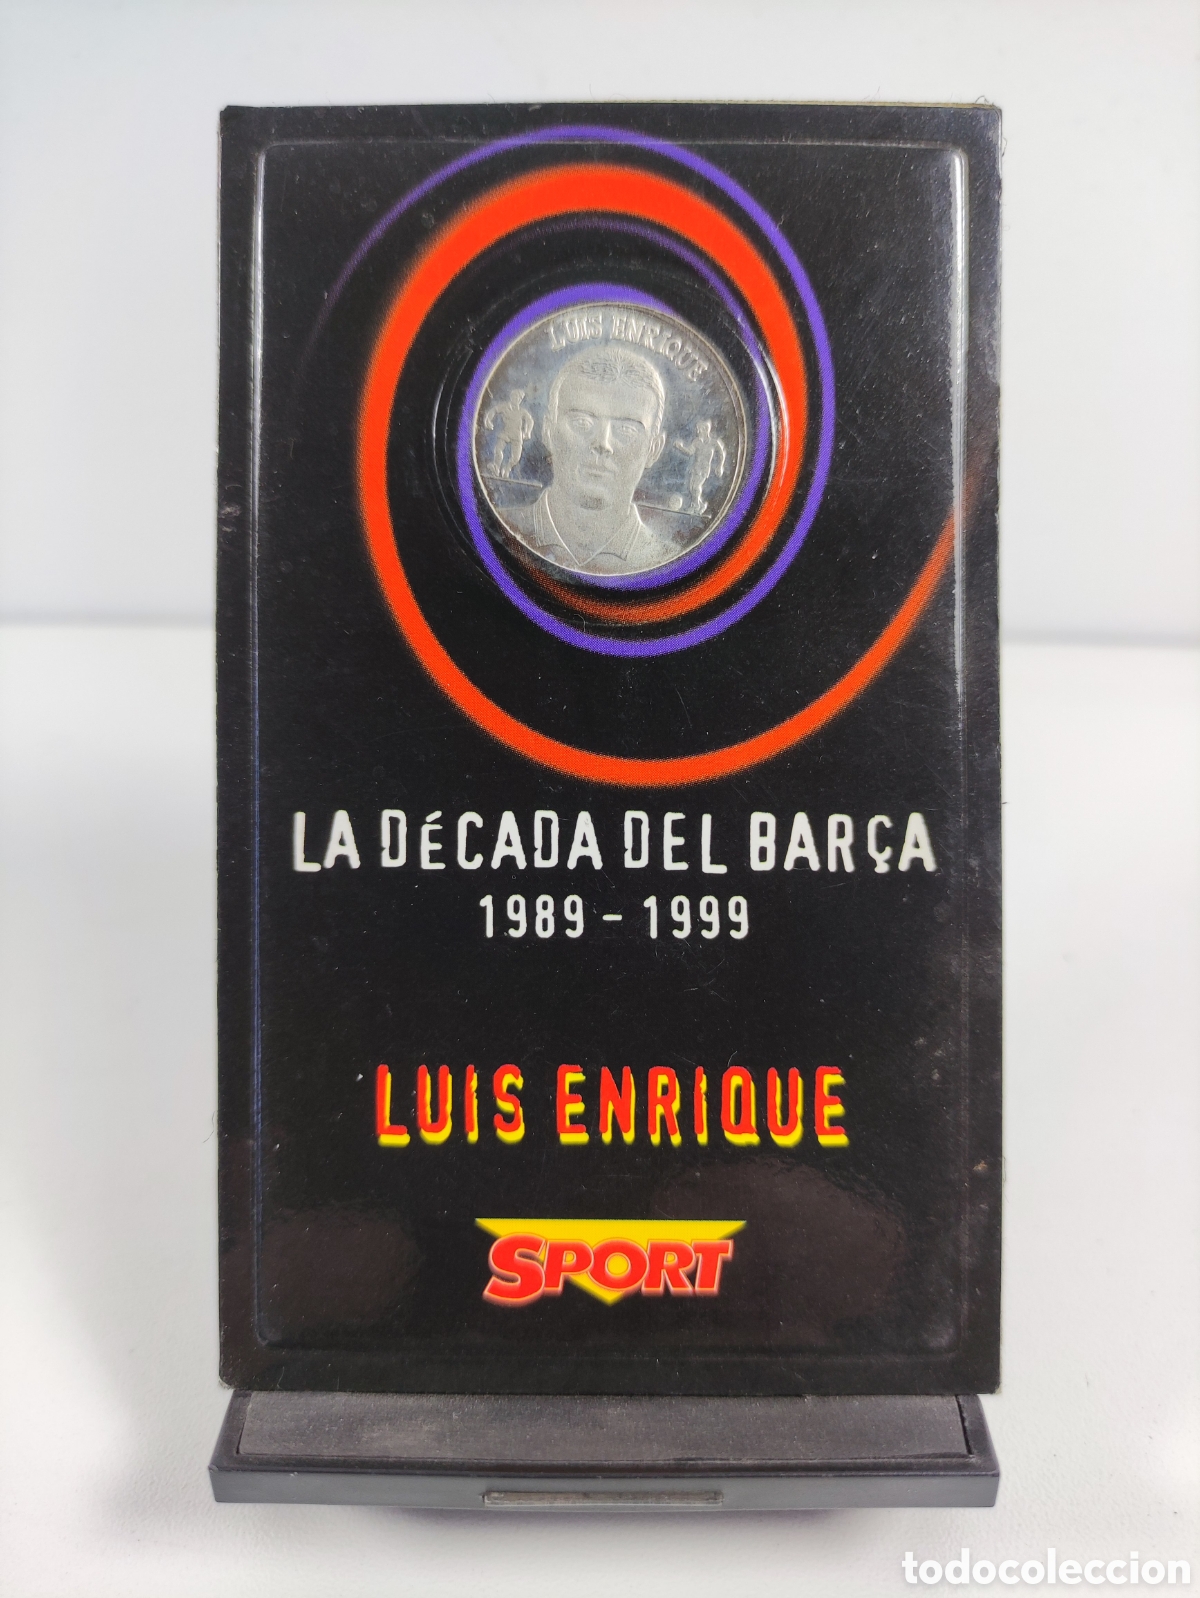 LUIS ENRIQUE
LA DÉCADA DEL BARÇA
1989 - 1999
LUIS ENRIQUE
SPORT
todocoleccion